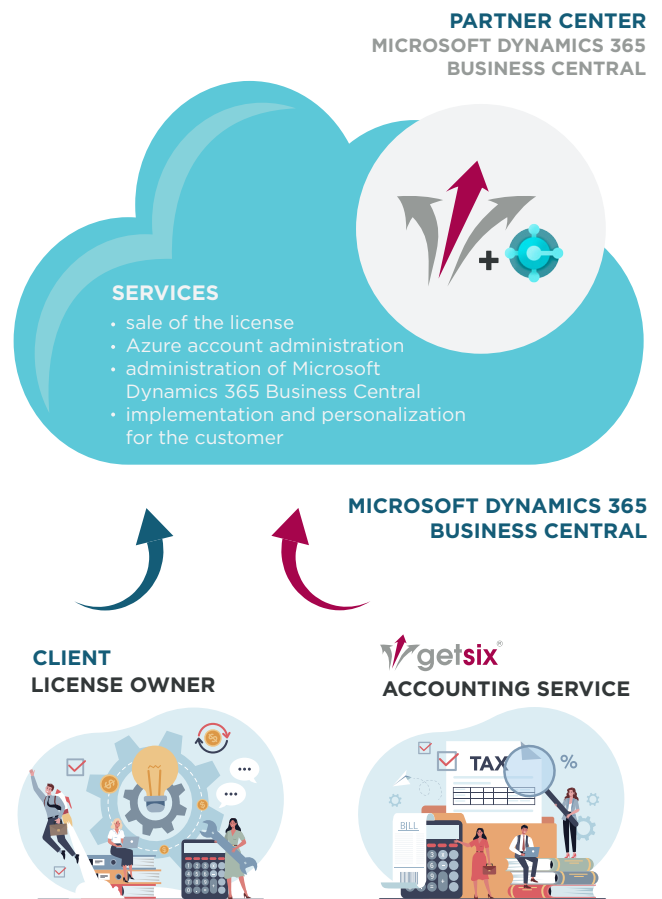 PARTNER CENTER
MICROSOFT DYNAMICS 365
BUSINESS CENTRAL
+
SERVICES
• sale of the license
• Azure account administration
• administration of Microsoft
Dynamics 365 Business Central
• implementation and personalization
for the customer
MICROSOFT DYNAMICS 365
BUSINESS CENTRAL
CLIENT
LICENSE OWNER
getsix®
ACCOUNTING SERVICE
TAX
%
BILL